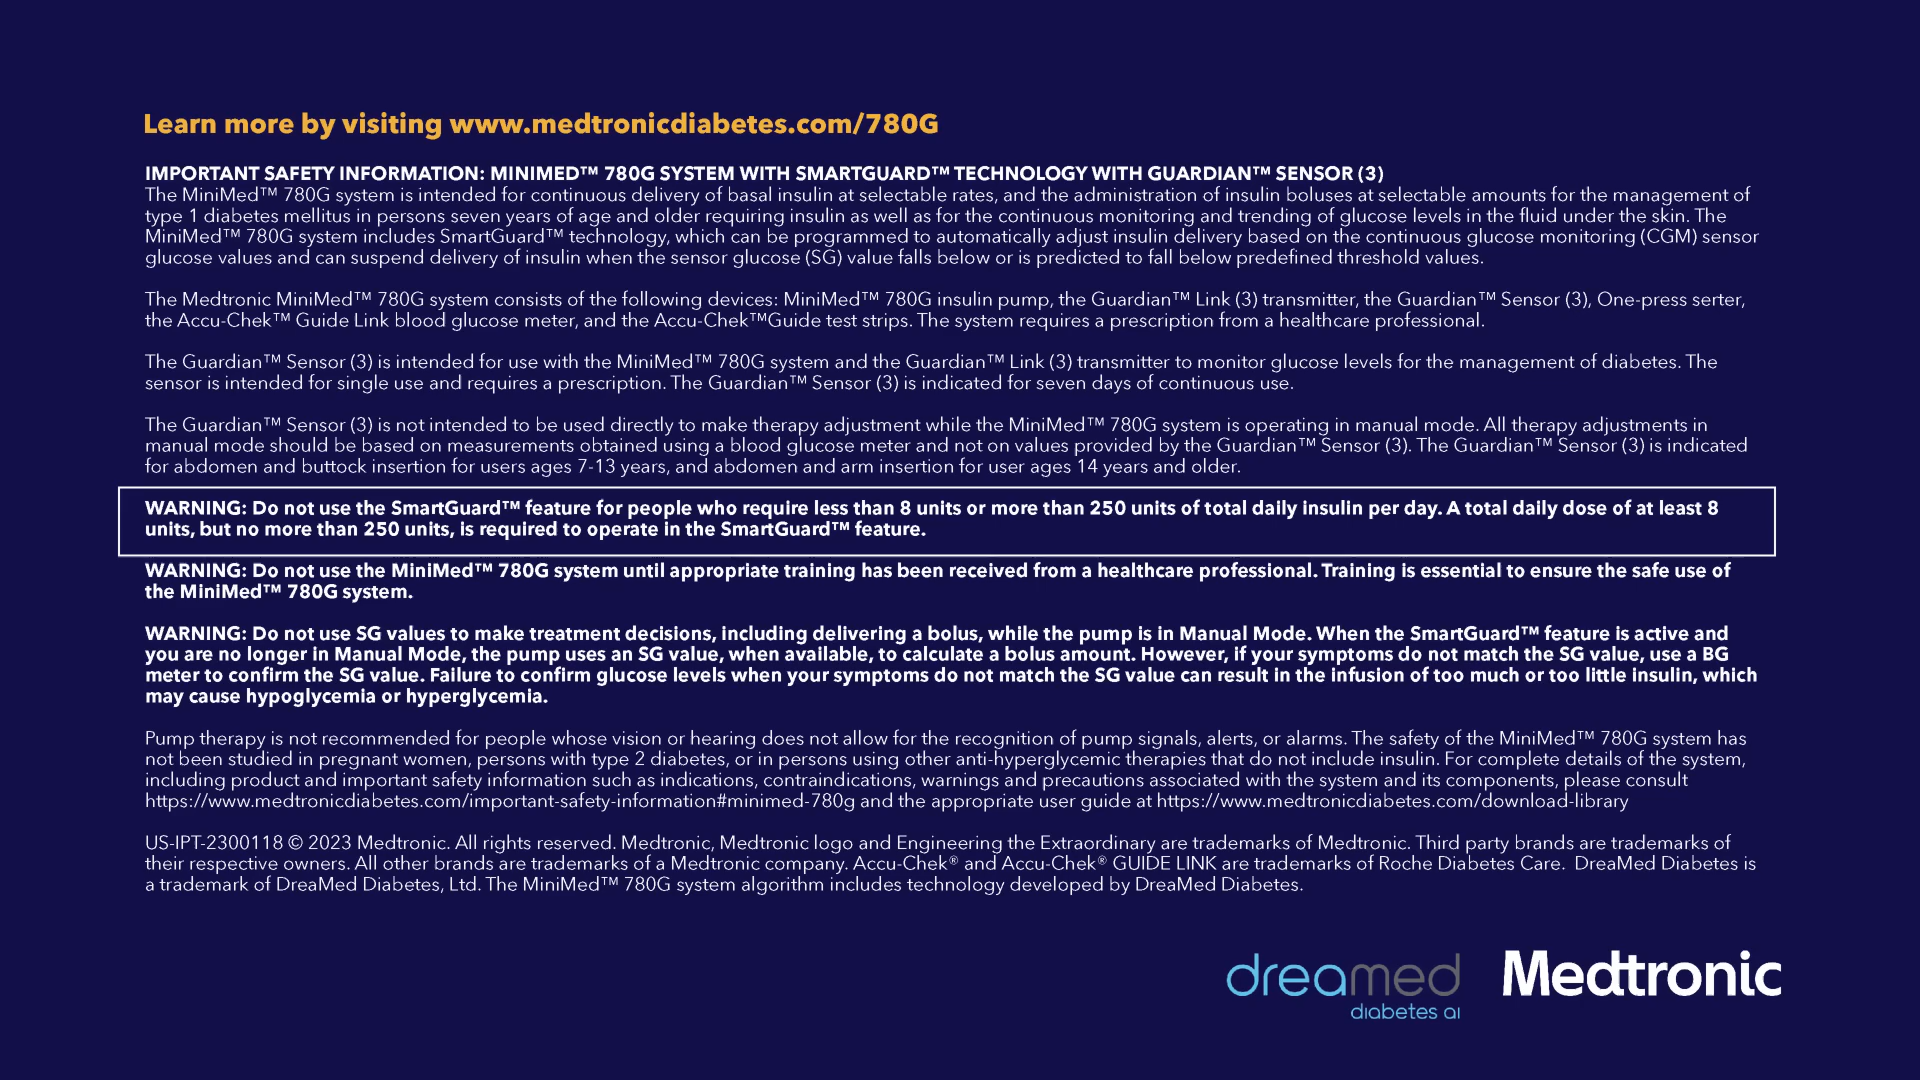 Learn more by visiting www.medtronicdiabetes.com/780G
IMPORTANT SAFETY INFORMATION: MINIMED™ 780G SYSTEM WITH SMARTGUARD™ TECHNOLOGY WITH GUARDIAN™ SENSOR (3)
The MiniMed™ 780G system is intended for continuous delivery of basal insulin at selectable rates, and the administration of insulin boluses at selectable amounts for the management of
type 1 diabetes mellitus in persons seven years of age and older requiring insulin as well as for the continuous monitoring and trending of glucose levels in the fluid under the skin. The
MiniMed™ 780G system includes SmartGuard™ technology, which can be programmed to automatically adjust insulin delivery based on the continuous glucose monitoring (CGM) sensor
glucose values and can suspend delivery of insulin when the sensor glucose (SG) value falls below or is predicted to fall below predefined threshold values.
The Medtronic MiniMed™ 780G system consists of the following devices: MiniMed™ 780G insulin pump, the Guardian™ Link (3) transmitter, the Guardian™ Sensor (3), One-press serter,
the Accu-Chek™ Guide Link blood glucose meter, and the Accu-Chek™Guide test strips. The system requires a prescription from a healthcare professional.
The Guardian™ Sensor (3) is intended for use with the MiniMed™ 780G system and the Guardian™ Link (3) transmitter to monitor glucose levels for the management of diabetes. The
sensor is intended for single use and requires a prescription. The Guardian™ Sensor (3) is indicated for seven days of continuous use.
The Guardian™ Sensor (3) is not intended to be used directly to make therapy adjustment while the MiniMed™ 780G system is operating in manual mode. All therapy adjustments in
manual mode should be based on measurements obtained using a blood glucose meter and not on values provided by the Guardian™ Sensor (3). The Guardian™ Sensor (3) is indicated
for abdomen and buttock insertion for users ages 7-13 years, and abdomen and arm insertion for user ages 14 years and older.
WARNING: Do not use the SmartGuard™ feature for people who require less than 8 units or more than 250 units of total daily insulin per day. A total daily dose of at least 8
units, but no more than 250 units, is required to operate in the SmartGuard™ feature.
WARNING: Do not use the MiniMed™ 780G system until appropriate training has been received from a healthcare professional. Training is essential to ensure the safe use of
the MiniMed™ 780G system.
WARNING: Do not use SG values to make treatment decisions, including delivering a bolus, while the pump is in Manual Mode. When the SmartGuard™ feature is active and
you are no longer in Manual Mode, the pump uses an SG value, when available, to calculate a bolus amount. However, if your symptoms do not match the SG value, use a BG
meter to confirm the SG value. Failure to confirm glucose levels when your symptoms do not match the SG value can result in the infusion of too much or too little insulin, which
may cause hypoglycemia or hyperglycemia.
Pump therapy is not recommended for people whose vision or hearing does not allow for the recognition of pump signals, alerts, or alarms. The safety of the MiniMed™ 780G system has
not been studied in pregnant women, persons with type 2 diabetes, or in persons using other anti-hyperglycemic therapies that do not include insulin. For complete details of the system,
including product and important safety information such as indications, contraindications, warnings and precautions associated with the system and its components, please consult
https://www.medtronicdiabetes.com/important-safety-information#minimed-780g and the appropriate user guide at https://www.medtronicdiabetes.com/download-library
US-IPT-2300118 © 2023 Medtronic. All rights reserved. Medtronic, Medtronic logo and Engineering the Extraordinary are trademarks of Medtronic. Third party brands are trademarks of
their respective owners. All other brands are trademarks of a Medtronic company. Accu-Chek® and Accu-Chek® GUIDE LINK are trademarks of Roche Diabetes Care. DreaMed Diabetes is
a trademark of DreaMed Diabetes, Ltd. The MiniMed™ 780G system algorithm includes technology developed by DreaMed Diabetes.
dreamed
diabetes ai
Medtronic